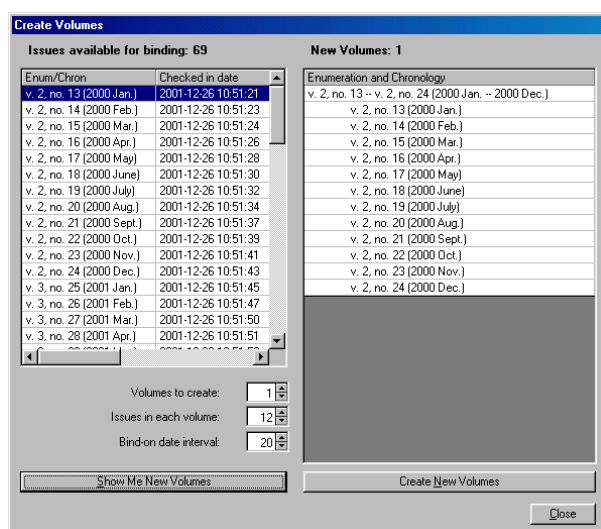 Create Volumes
Issues available for binding: 69
New Volumes: 1
Enum/Chron Checked in date
v. 2, no. 13 (2000 Jan.) 2001-12-26 10:51:21
v. 2, no. 14 (2000 Feb.) 2001-12-26 10:51:23
v. 2, no. 15 (2000 Mar.) 2001-12-26 10:51:24
v. 2, no. 16 (2000 Apr.) 2001-12-26 10:51:26
v. 2, no. 17 (2000 May) 2001-12-26 10:51:28
v. 2, no. 18 (2000 June) 2001-12-26 10:51:30
v. 2, no. 19 (2000 July) 2001-12-26 10:51:32
v. 2, no. 20 (2000 Aug.) 2001-12-26 10:51:34
v. 2, no. 21 (2000 Sept.) 2001-12-26 10:51:37
v. 2, no. 22 (2000 Oct.) 2001-12-26 10:51:39
v. 2, no. 23 (2000 Nov.) 2001-12-26 10:51:41
v. 2, no. 24 (2000 Dec.) 2001-12-26 10:51:43
v. 3, no. 25 (2001 Jan.) 2001-12-26 10:51:45
v. 3, no. 26 (2001 Feb.) 2001-12-26 10:51:47
v. 3, no. 27 (2001 Mar.) 2001-12-26 10:51:50
v. 3, no. 28 (2001 Apr.) 2001-12-26 10:51:51
Volumes to create: 1
Issues in each volume: 12
Bind-on date interval: 20
Show Me New Volumes
Enumeration and Chronology
v. 2, no. 13 -- v. 2, no. 24 (2000 Jan. -- 2000 Dec.)
v. 2, no. 13 (2000 Jan.)
v. 2, no. 14 (2000 Feb.)
v. 2, no. 15 (2000 Mar.)
v. 2, no. 16 (2000 Apr.)
v. 2, no. 17 (2000 May)
v. 2, no. 18 (2000 June)
v. 2, no. 19 (2000 July)
v. 2, no. 20 (2000 Aug.)
v. 2, no. 21 (2000 Sept.)
v. 2, no. 22 (2000 Oct.)
v. 2, no. 23 (2000 Nov.)
v. 2, no. 24 (2000 Dec.)
Create New Volumes
Close